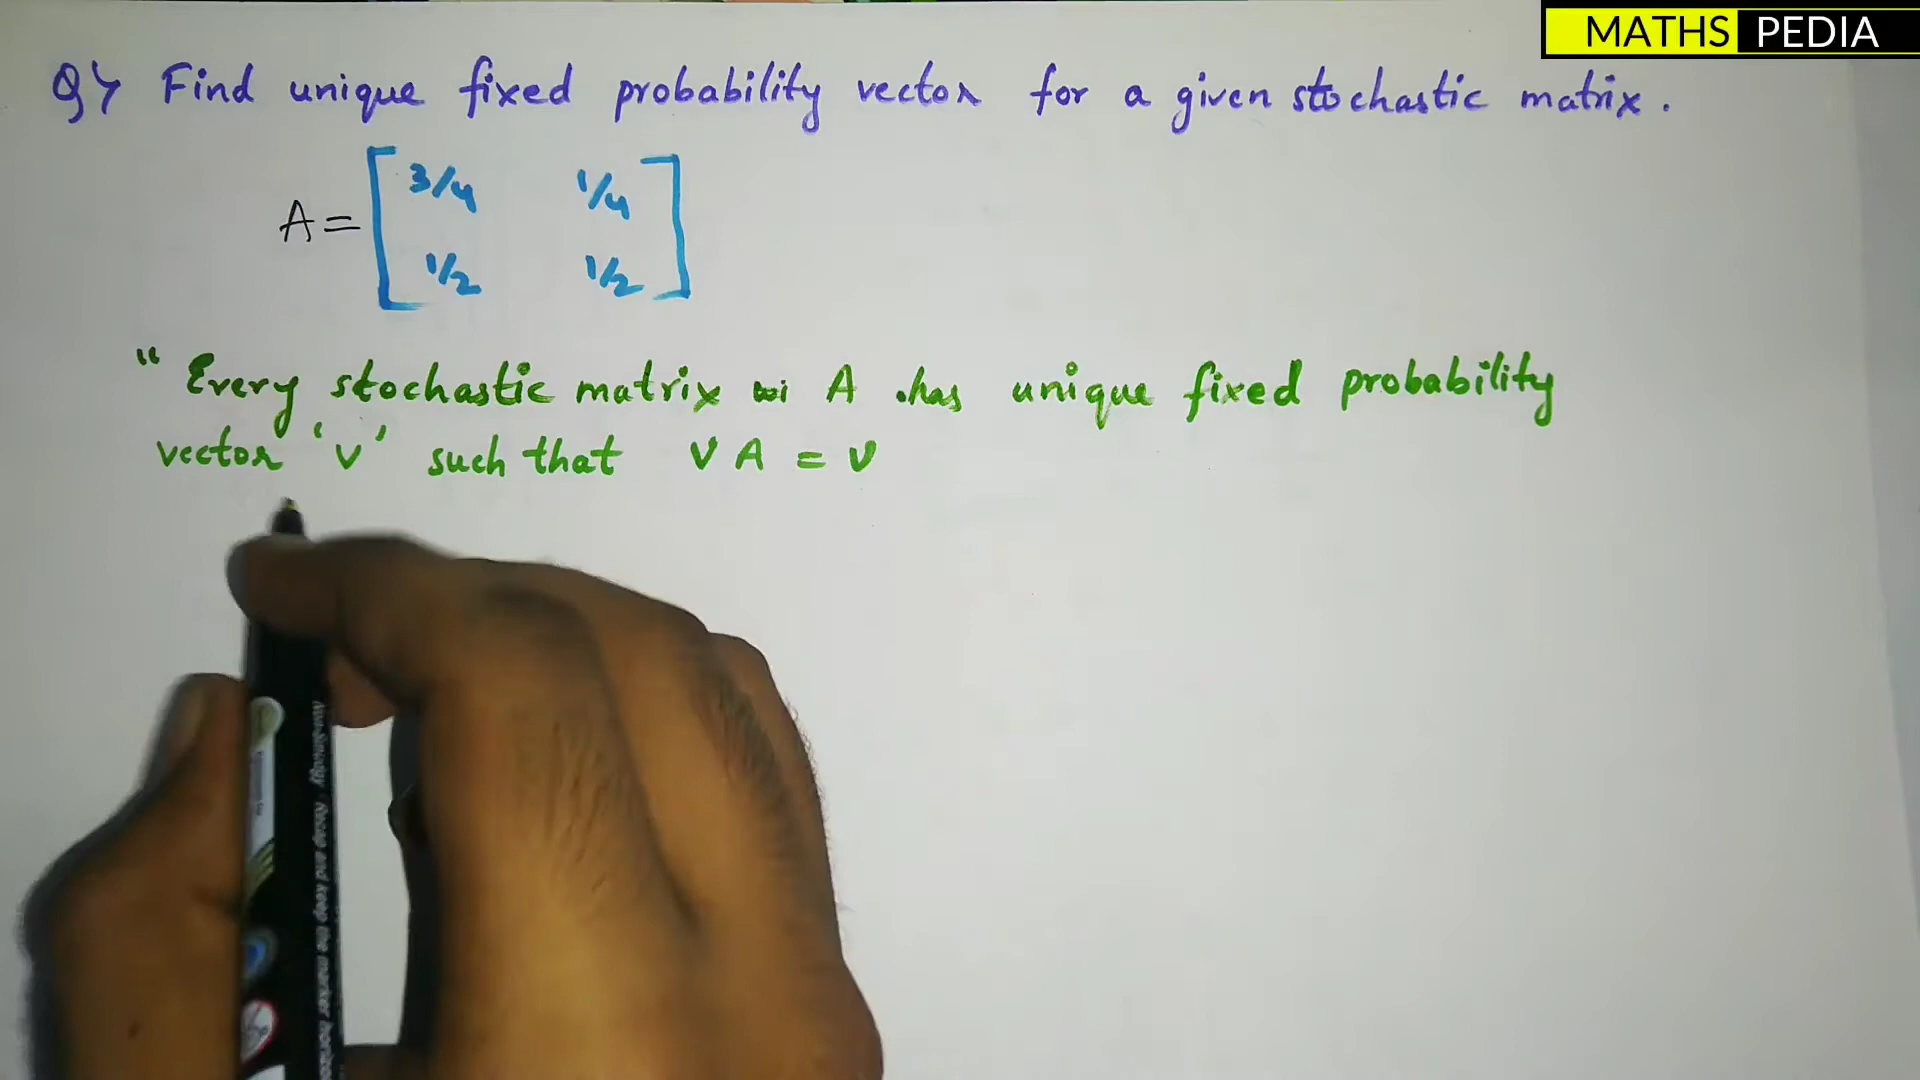 MATHS PEDIA
Q> Find unique fixed probability vector for a given stochastic matrix.
A = [ 3/4 1/4
1/2 1/2 ]
" Every stochastic matrix wi A has unique fixed probability
vector 'v' such that v A = v